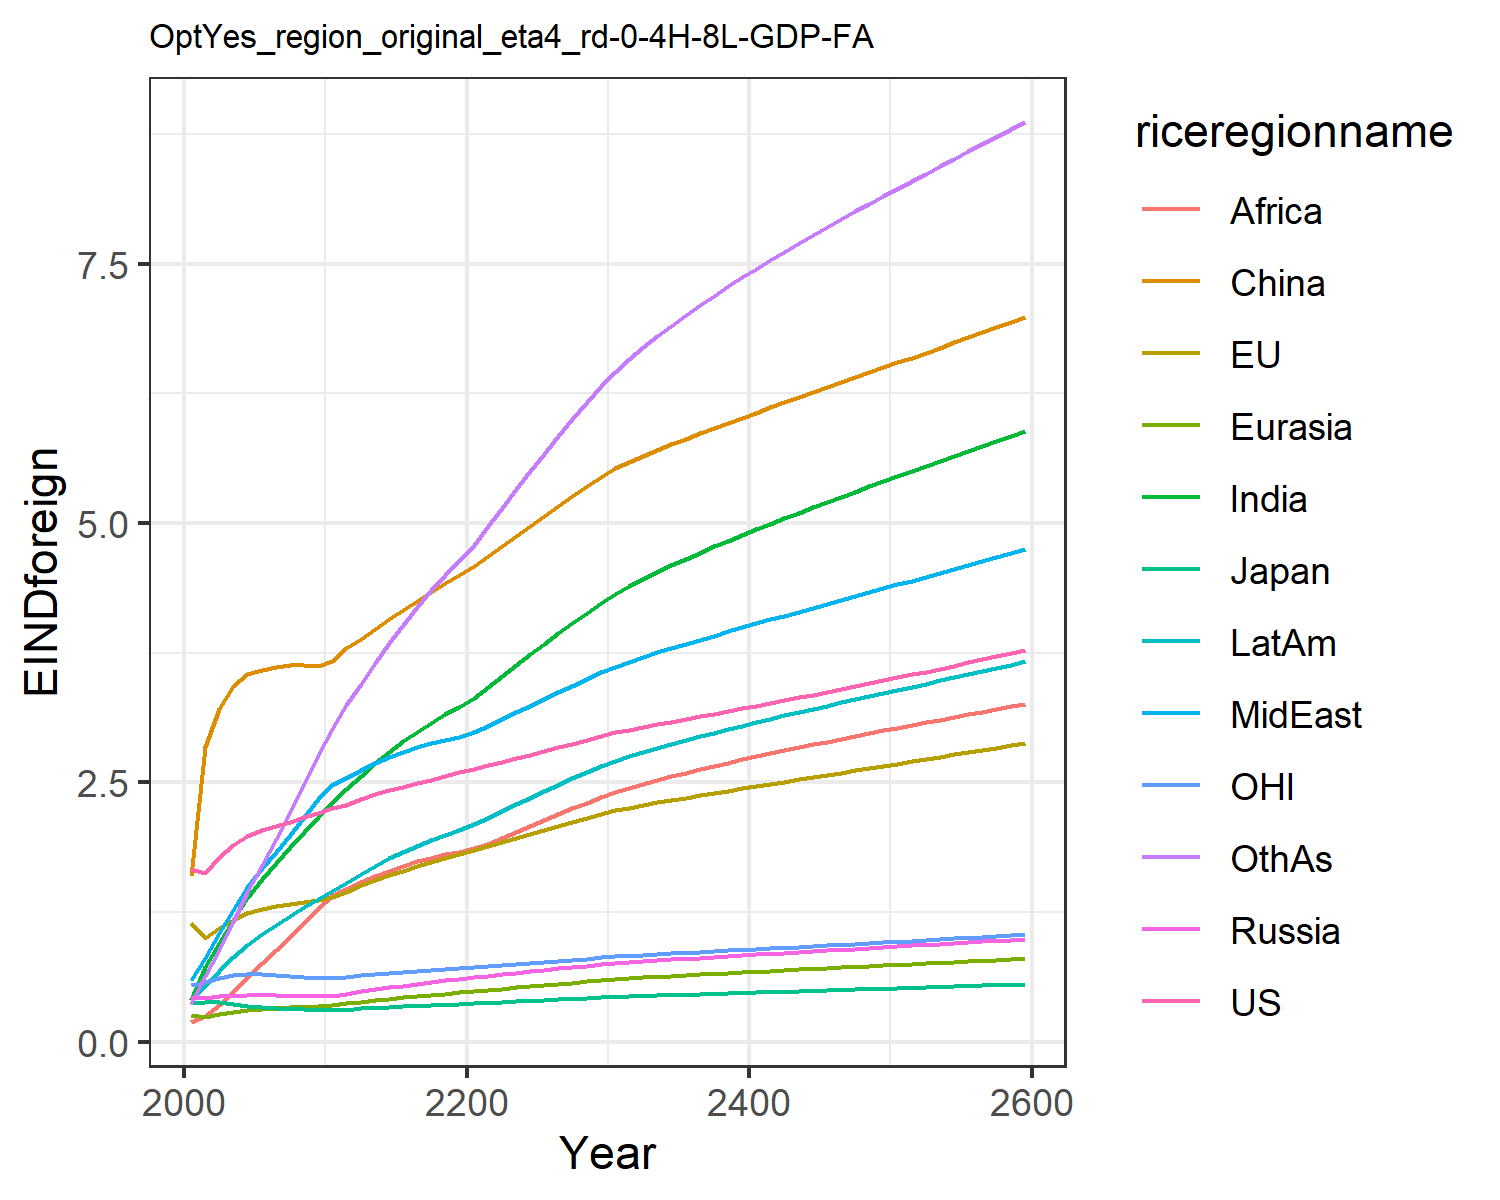 OptYes_region_original_eta4_rd-0-4H-8L-GDP-FA
EINDforeign
7.5
5.0
2.5
0.0
2000
2200
2400
2600
Year
riceregionname
Africa
China
EU
Eurasia
India
Japan
LatAm
MidEast
OHI
OthAs
Russia
US